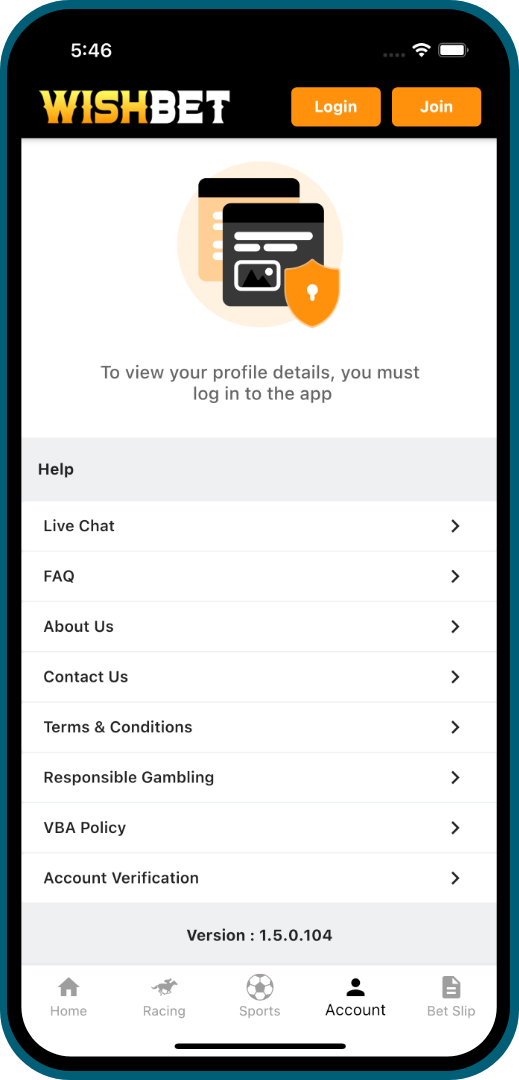 5:46
WISHBET
Login
Join
To view your profile details, you must
log in to the app
Help
Live Chat
FAQ
About Us
Contact Us
Terms & Conditions
Responsible Gambling
VBA Policy
Account Verification
Version : 1.5.0.104
Home
Racing
Sports
Account
Bet Slip